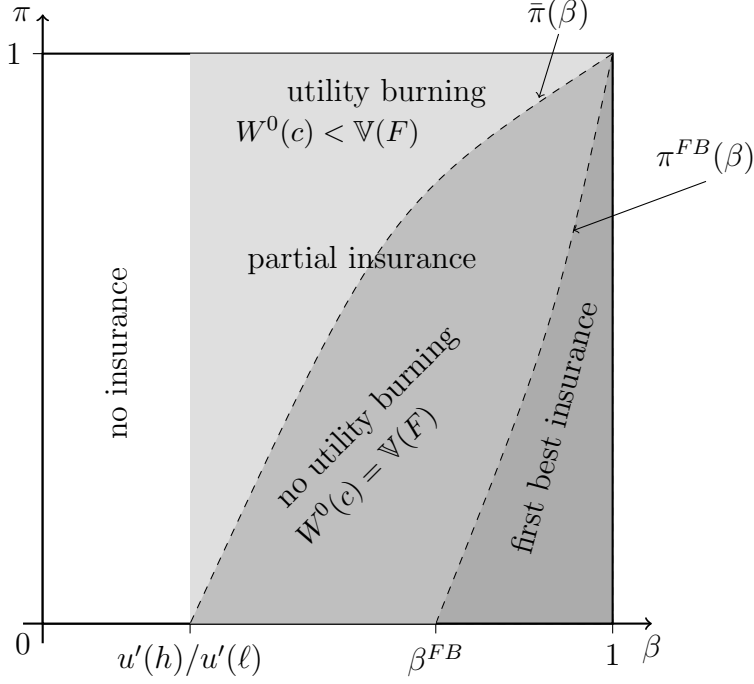 π
π̄(β)
1
utility burning
W⁰(c) < 𝕍(F)
π^{FB}(β)
partial insurance
no insurance
no utility burning
W⁰(c) = 𝕍(F)
first best insurance
0
u′(h)/u′(ℓ)
β^{FB}
1
β